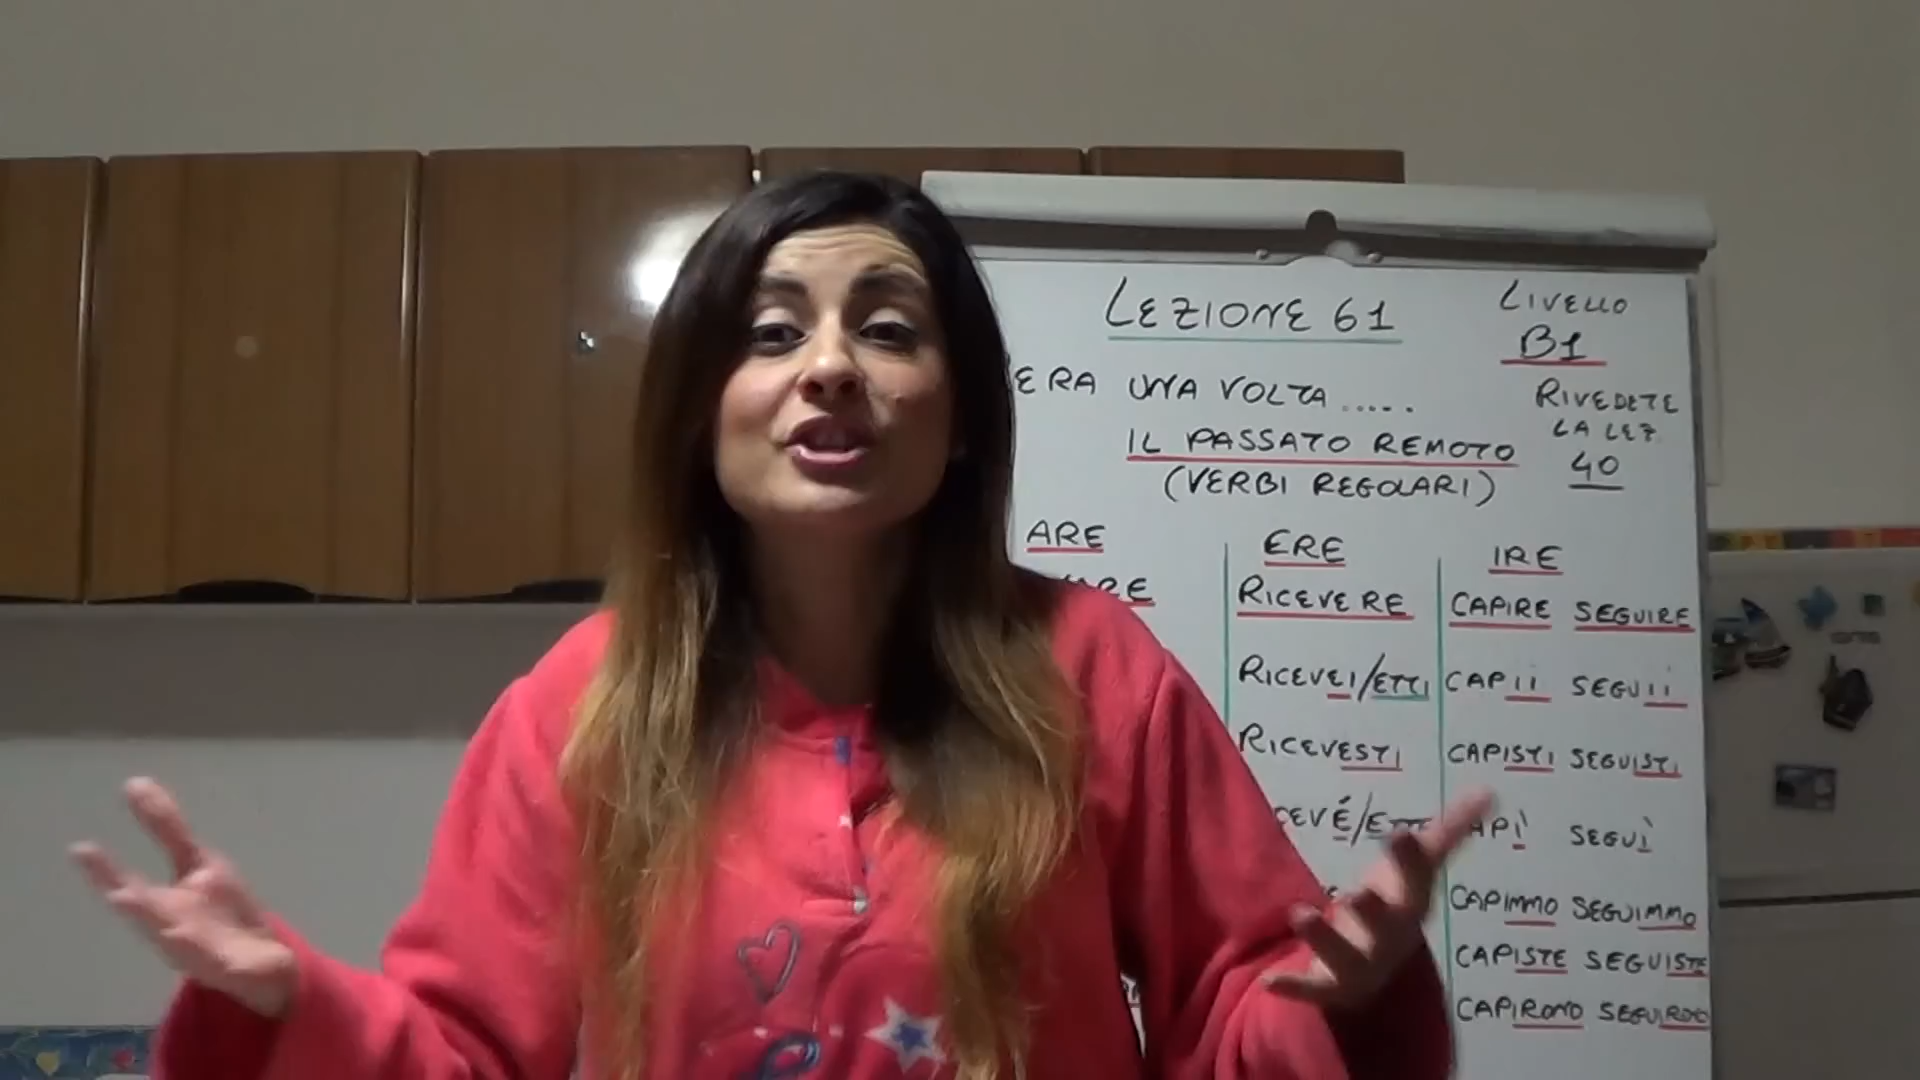 LEZIONE 61
LIVELLO
B1
ERA UNA VOLTA.....
RIVEDETE
LA LEZ.
40
IL PASSATO REMOTO
(VERBI REGOLARI)
ARE
ERE
IRE
RICEVERE
CAPIRE SEGUIRE
RICEVEI/ETTI
CAPII SEGUII
RICEVESTI
CAPISTI SEGUISTI
SEGUÌ
CAPIMMO SEGUIMMO
CAPISTE SEGUISTE
CAPIRONO SEGUIRONO